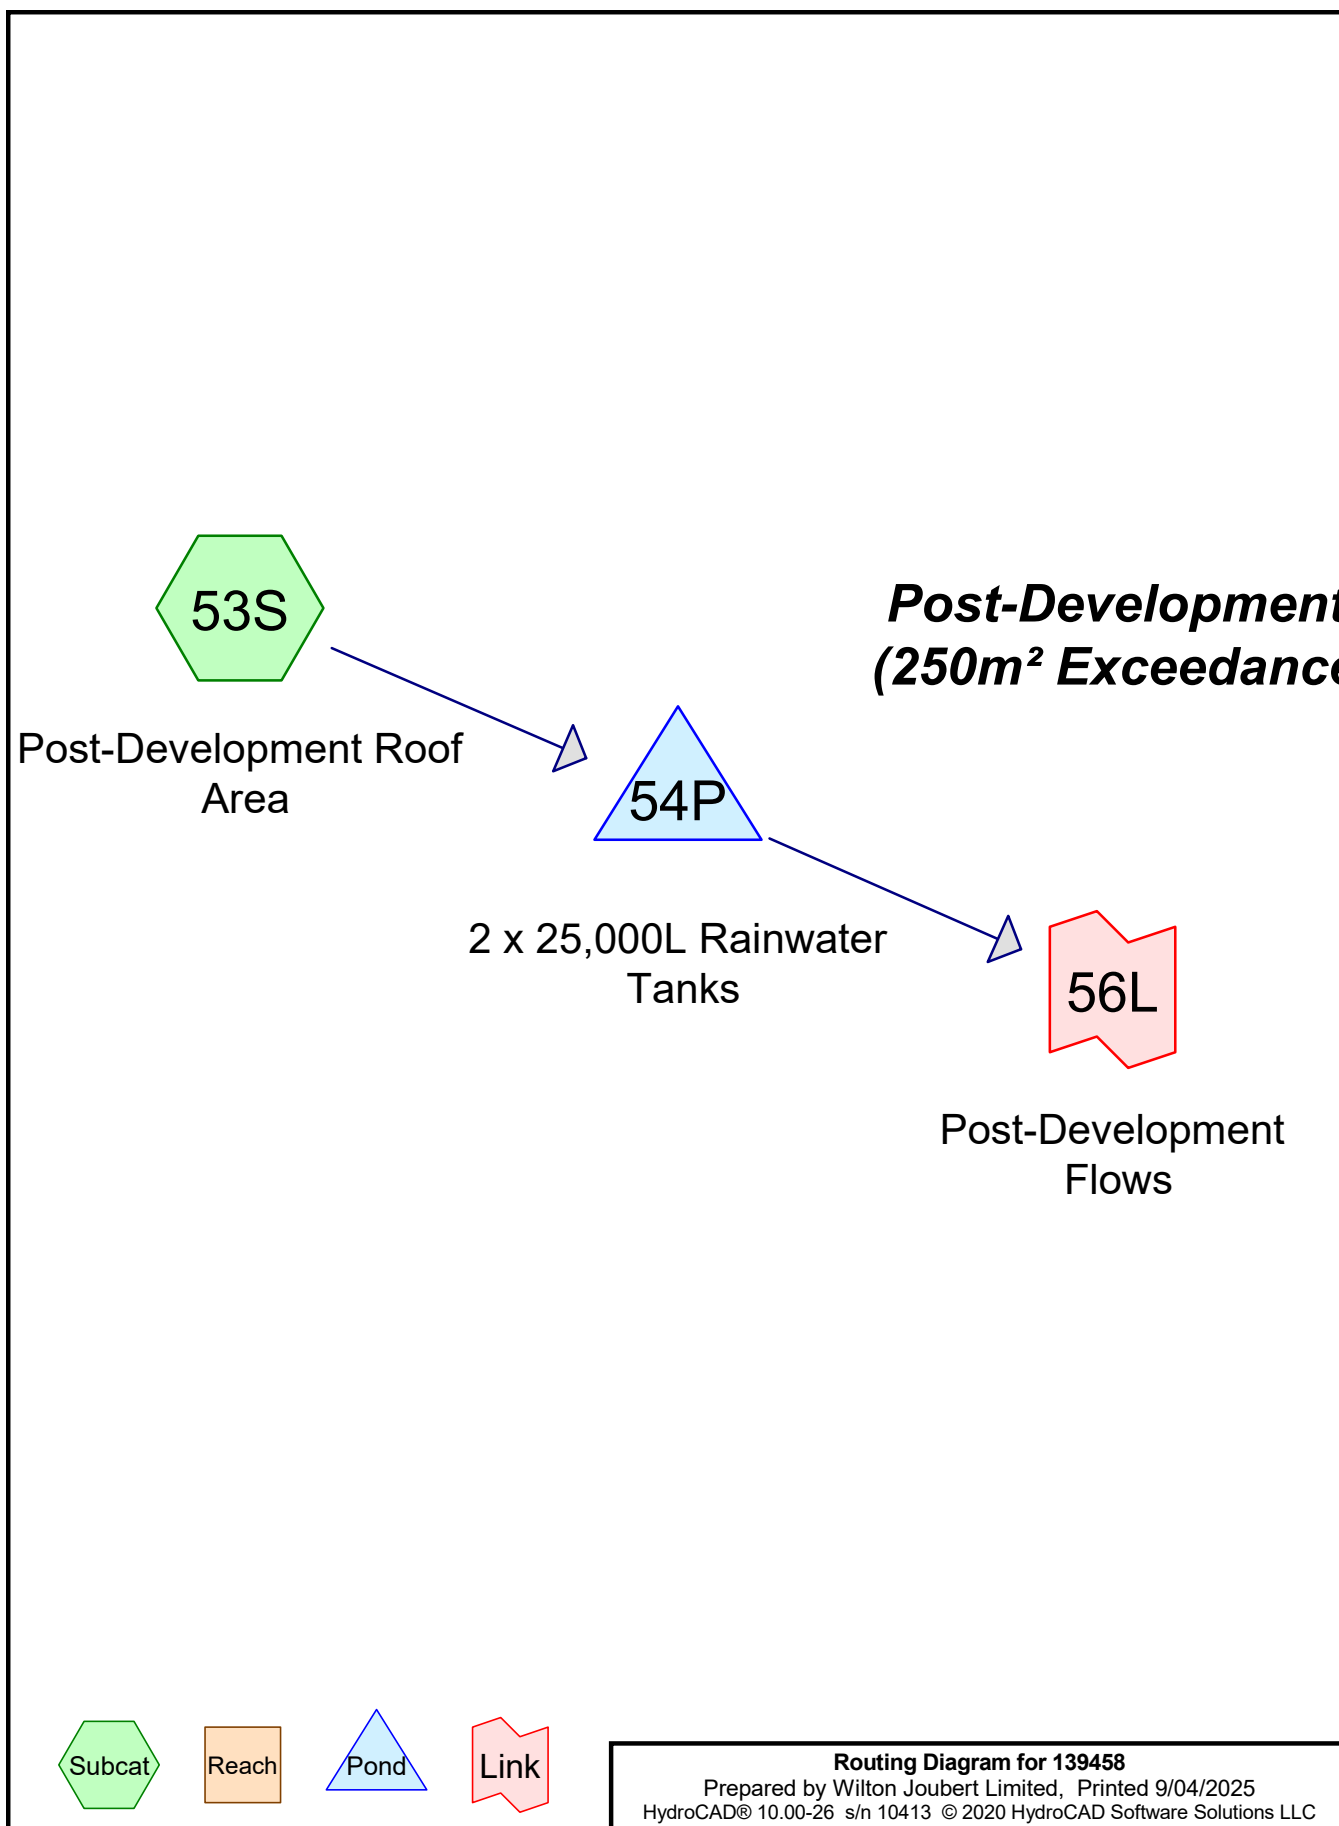 53S
Post-Development Roof
Area
Post-Development
(250m² Exceedance
54P
2 x 25,000L Rainwater
Tanks
56L
Post-Development
Flows
Subcat
Reach
Pond
Link
Routing Diagram for 139458
Prepared by Wilton Joubert Limited, Printed 9/04/2025
HydroCAD® 10.00-26 s/n 10413 © 2020 HydroCAD Software Solutions LLC